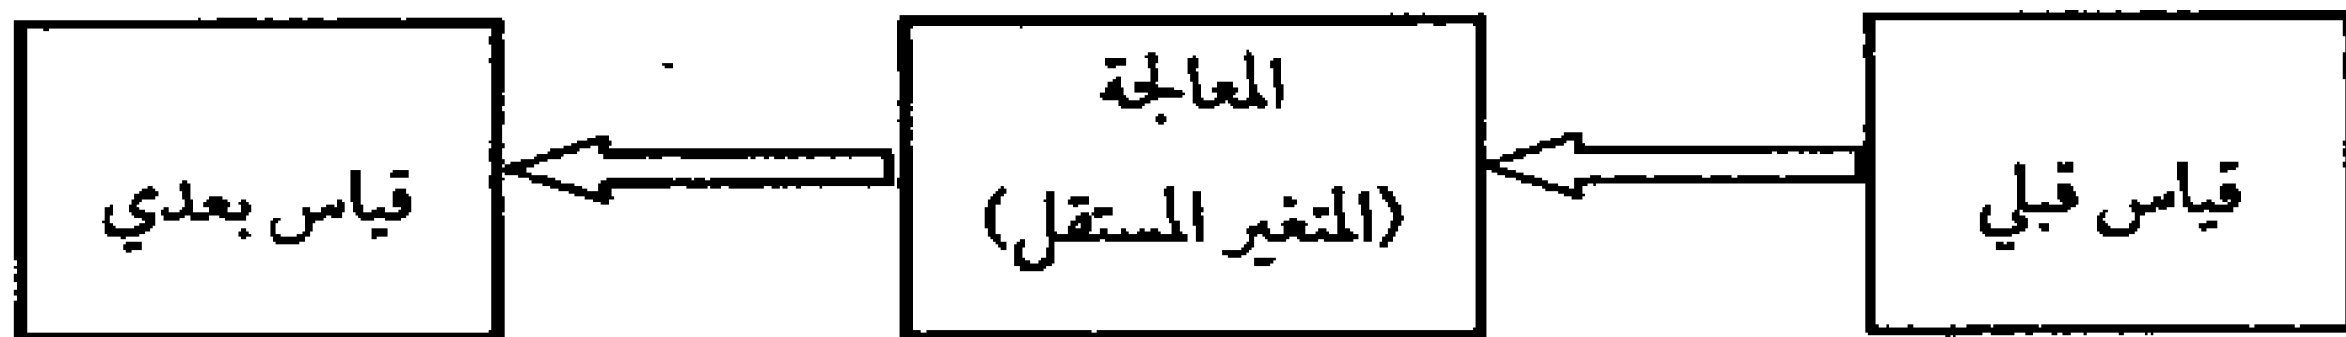 قياس قبلي
المعالجة
(المتغير المستقل)
قياس بعدي